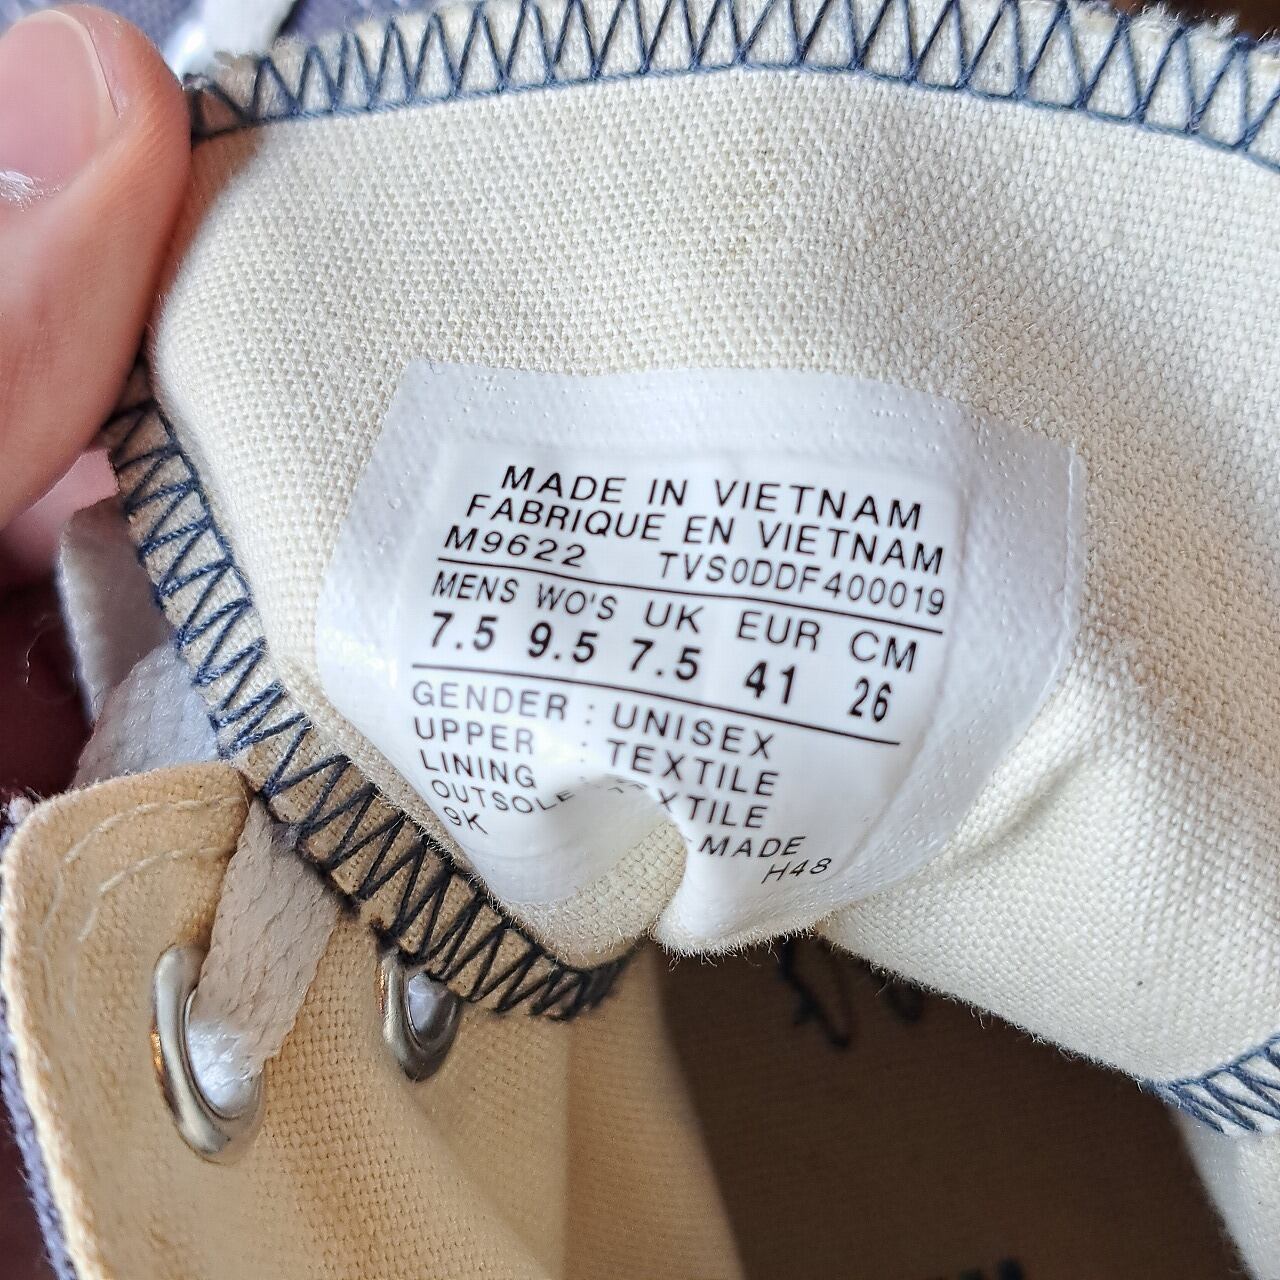 MADE IN VIETNAM
FABRIQUE EN VIETNAM
M9622 TVS0DDF400019
MENS WO'S UK EUR CM
7.5 9.5 7.5 41 26
GENDER : UNISEX
UPPER : TEXTILE
LINING : TEXTILE
OUTSOLE -MADE
9K H48